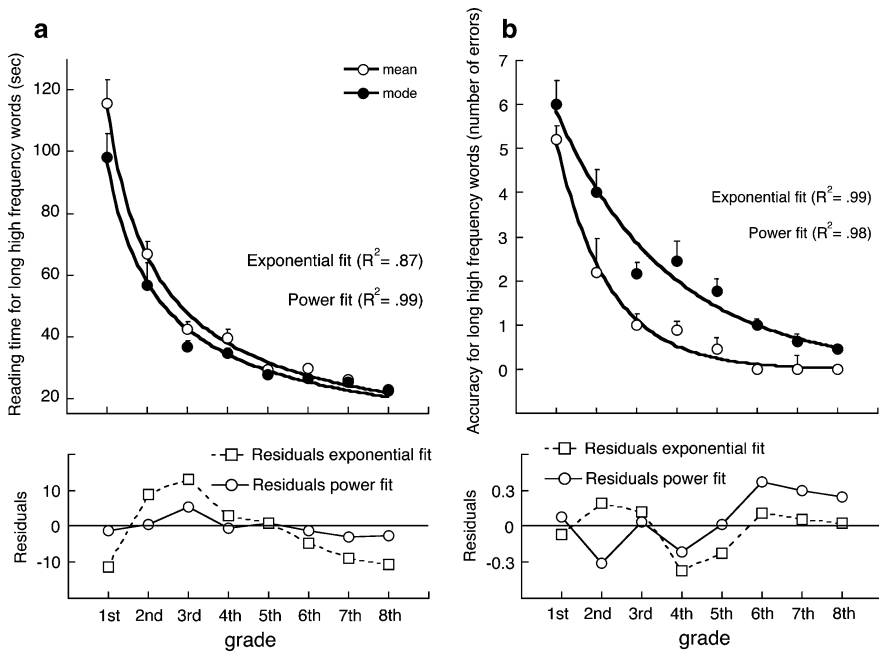 a
Reading time for long high frequency words (sec)
120
100
80
60
40
20
mean
mode
Exponential fit (R²= .87)
Power fit (R²= .99)
Residuals
10
0
-10
Residuals exponential fit
Residuals power fit
1st 2nd 3rd 4th 5th 6th 7th 8th
grade
b
Accuracy for long high frequency words (number of errors)
7
6
5
4
3
2
1
0
Exponential fit (R²= .99)
Power fit (R²= .98)
Residuals
0.3
0
-0.3
Residuals exponential fit
Residuals power fit
1st 2nd 3rd 4th 5th 6th 7th 8th
grade